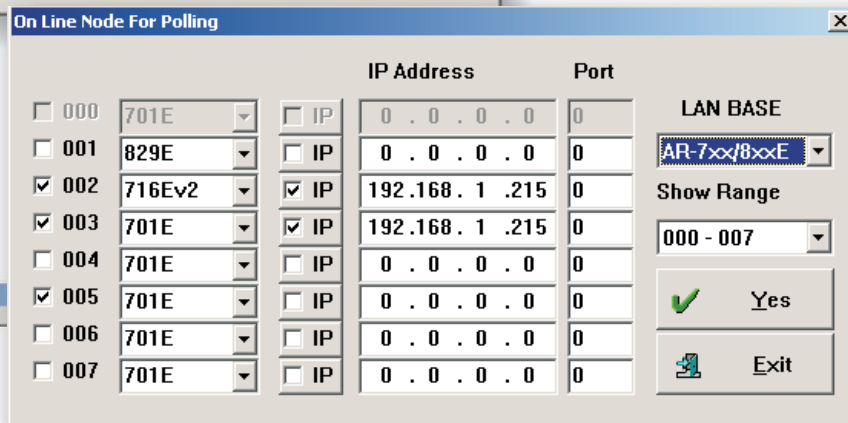 On Line Node For Polling
IP Address Port
000 701E IP 0 . 0 . 0 . 0 0
001 829E IP 0 . 0 . 0 . 0 0
002 716Ev2 IP 192.168. 1 .215 0
003 701E IP 192.168. 1 .215 0
004 701E IP 0 . 0 . 0 . 0 0
005 701E IP 0 . 0 . 0 . 0 0
006 701E IP 0 . 0 . 0 . 0 0
007 701E IP 0 . 0 . 0 . 0 0
LAN BASE
AR-7xx/8xxE
Show Range
000 - 007
Yes
Exit